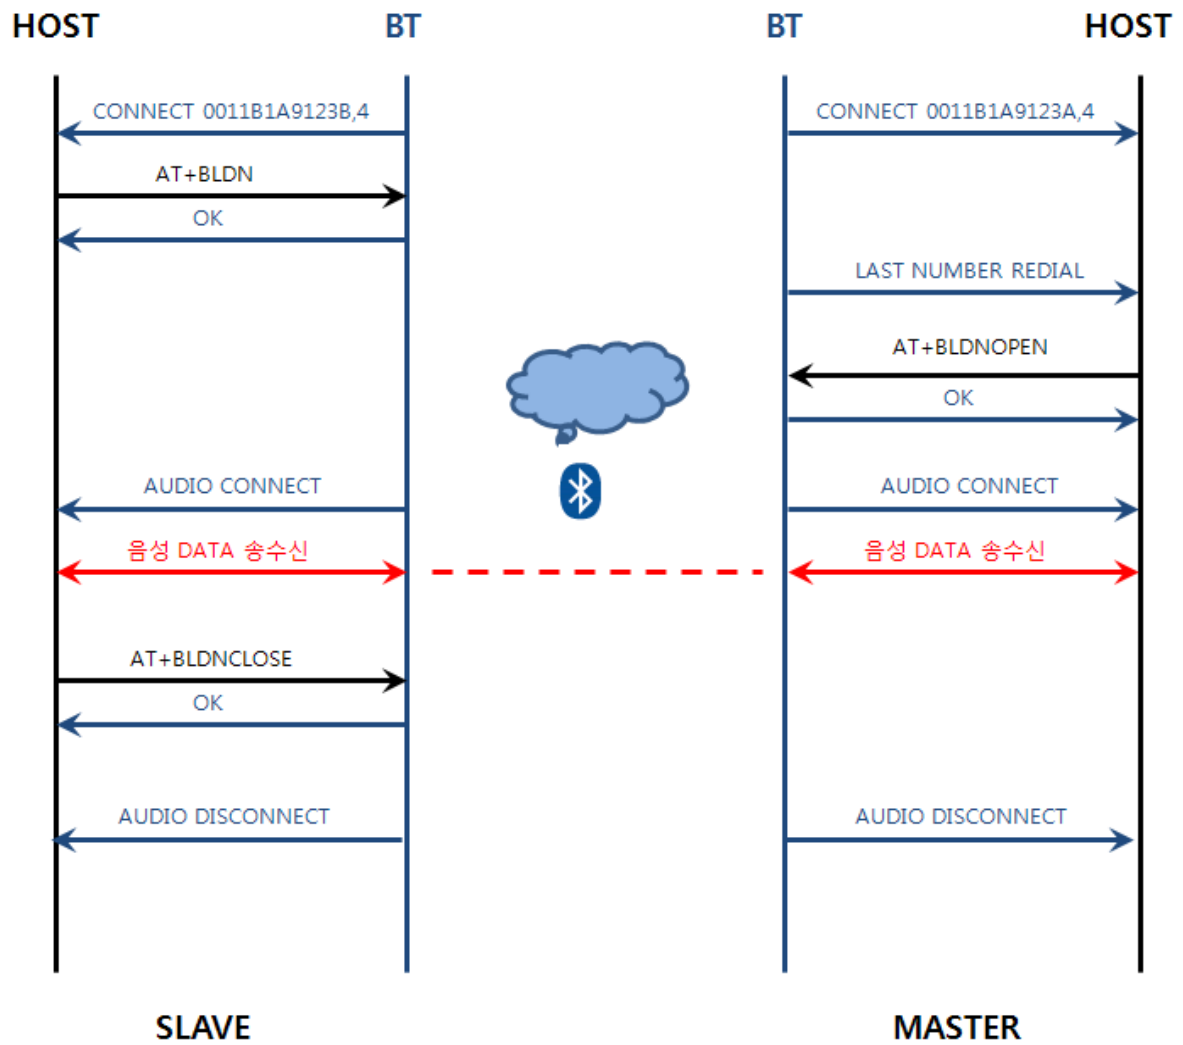 HOST BT BT HOST
CONNECT 0011B1A9123B,4 CONNECT 0011B1A9123A,4
AT+BLDN
OK
LAST NUMBER REDIAL
AT+BLDNOPEN
OK
AUDIO CONNECT AUDIO CONNECT
음성 DATA 송수신 음성 DATA 송수신
AT+BLDNCLOSE
OK
AUDIO DISCONNECT AUDIO DISCONNECT
SLAVE MASTER